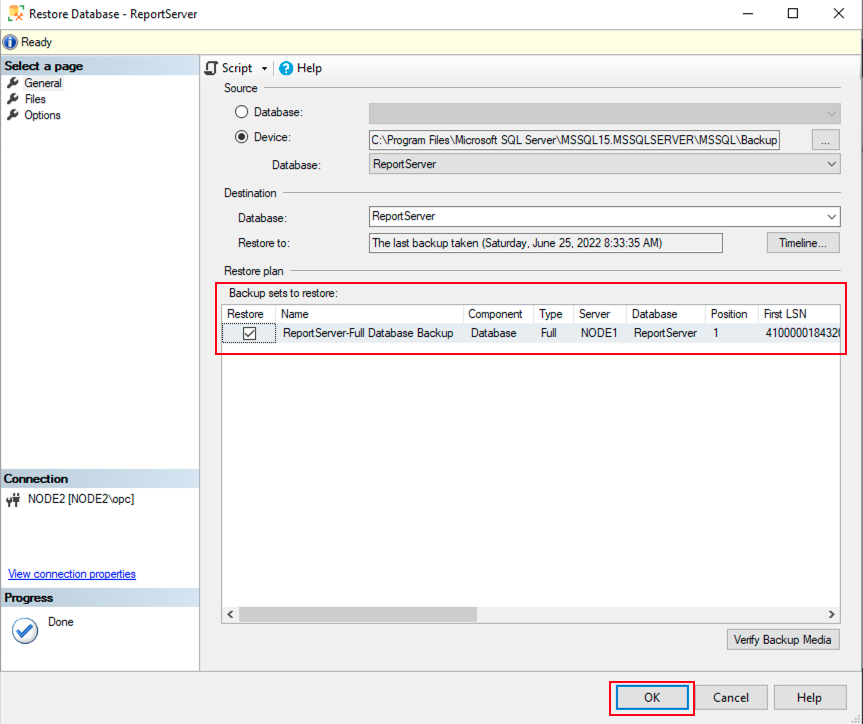 Restore Database - ReportServer
Ready
Select a page
General
Files
Options
Script Help
Source
Database:
Device: C:\Program Files\Microsoft SQL Server\MSSQL15.MSSQLSERVER\MSSQL\Backup ...
Database: ReportServer
Destination
Database: ReportServer
Restore to: The last backup taken (Saturday, June 25, 2022 8:33:35 AM) Timeline...
Restore plan
Backup sets to restore:
Restore Name Component Type Server Database Position First LSN
ReportServer-Full Database Backup Database Full NODE1 ReportServer 1 4100000184320
Connection
NODE2 [NODE2\opc]
View connection properties
Progress
Done
Verify Backup Media
OK Cancel Help